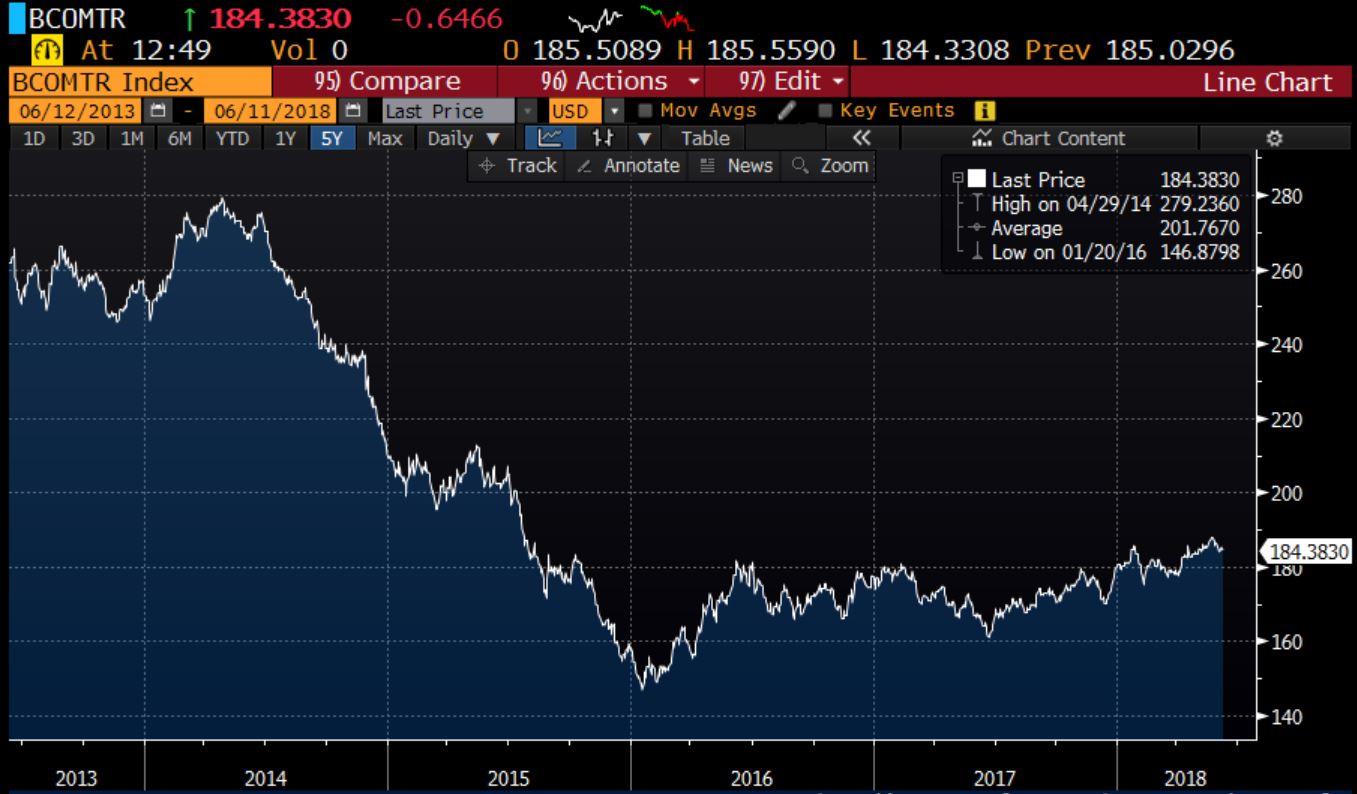 BCOMTR ↑ 184.3830 -0.6466
At 12:49 Vol 0 O 185.5089 H 185.5590 L 184.3308 Prev 185.0296
BCOMTR Index 95) Compare 96) Actions 97) Edit Line Chart
06/12/2013 - 06/11/2018 Last Price USD Mov Avgs Key Events i
1D 3D 1M 6M YTD 1Y 5Y Max Daily ▼ ▼ Table « Chart Content
Track Annotate News Zoom
Last Price 184.3830
High on 04/29/14 279.2360
Average 201.7670
Low on 01/20/16 146.8798
280
260
240
220
200
184.3830
180
160
140
2013 2014 2015 2016 2017 2018